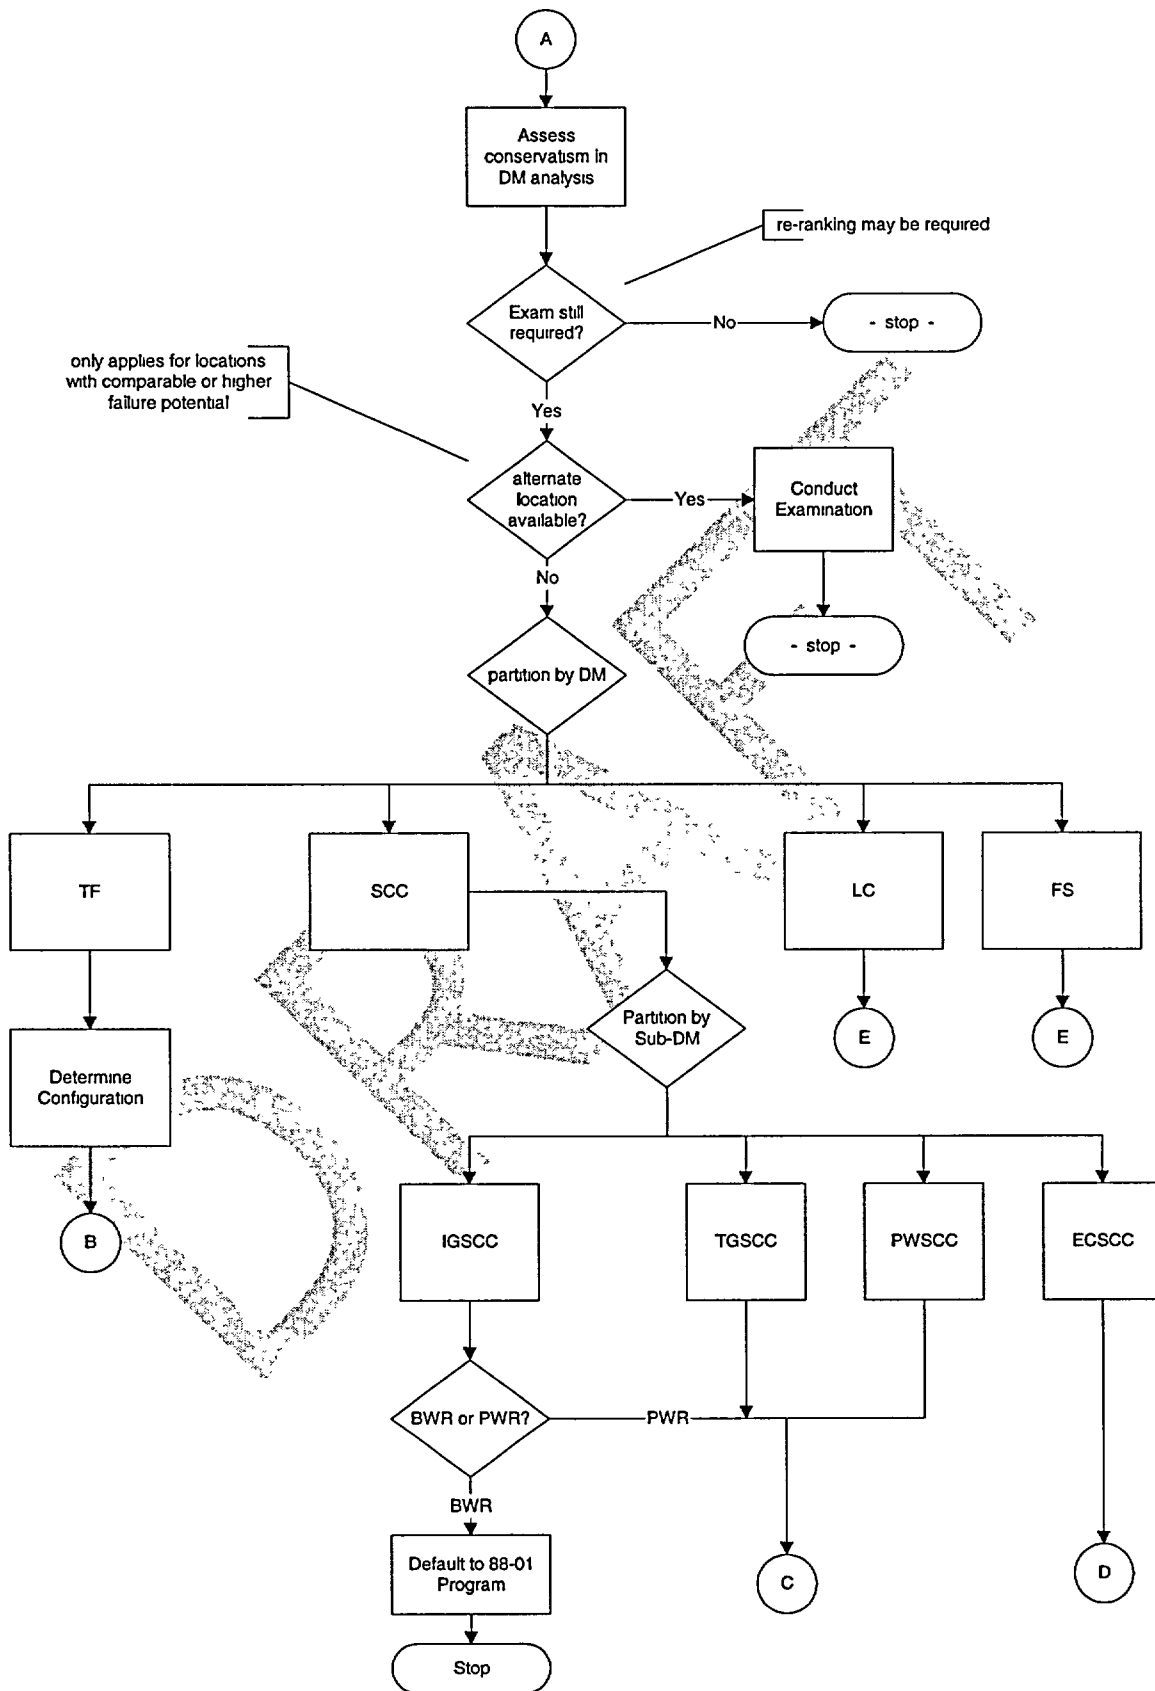 A
Assess
conservatism in
DM analysis
re-ranking may be required
Exam still
required?
No
- stop -
only applies for locations
with comparable or higher
failure potential
Yes
alternate
location
available?
Yes
Conduct
Examination
No
- stop -
partition by DM
TF
SCC
LC
FS
Partition by
Sub-DM
E
E
Determine
Configuration
B
IGSCC
TGSCC
PWSCC
ECSCC
BWR or PWR?
PWR
BWR
Default to 88-01
Program
C
D
Stop
DRAFT